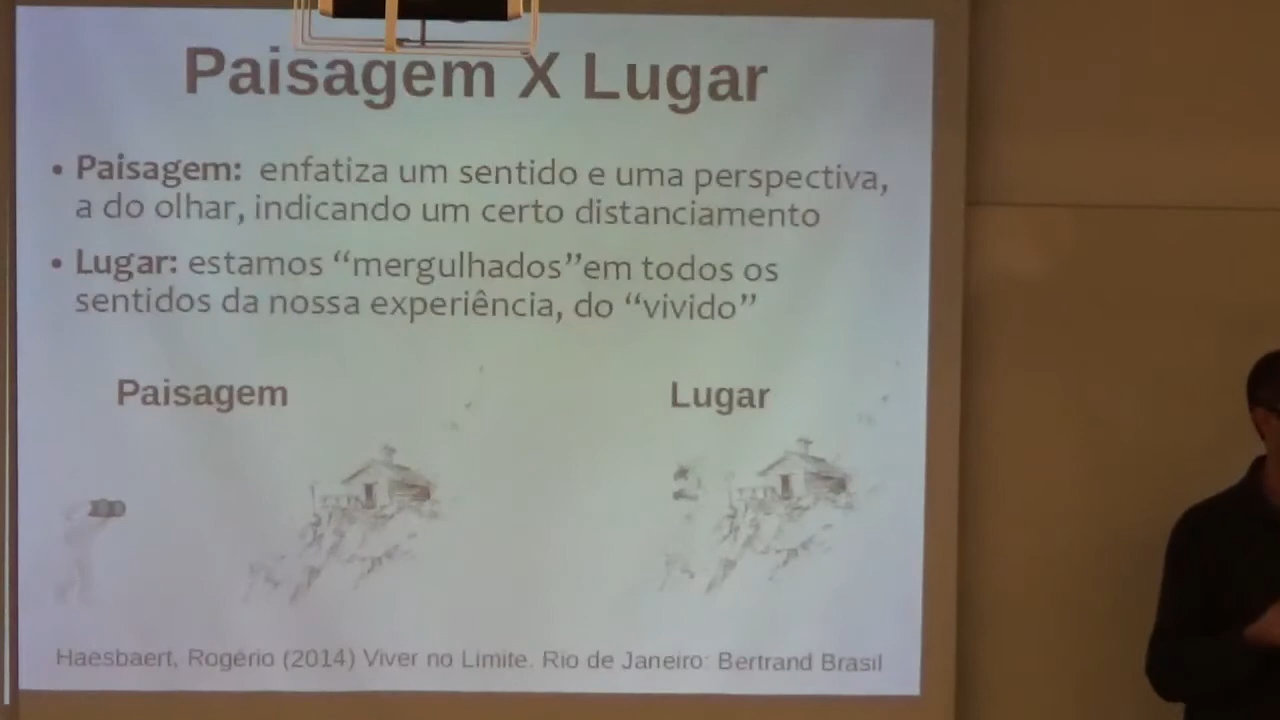 Paisagem X Lugar
• Paisagem: enfatiza um sentido e uma perspectiva,
a do olhar, indicando um certo distanciamento
• Lugar: estamos “mergulhados”em todos os
sentidos da nossa experiência, do “vivido”
Paisagem
Lugar
Haesbaert, Rogério (2014) Viver no Limite. Rio de Janeiro: Bertrand Brasil